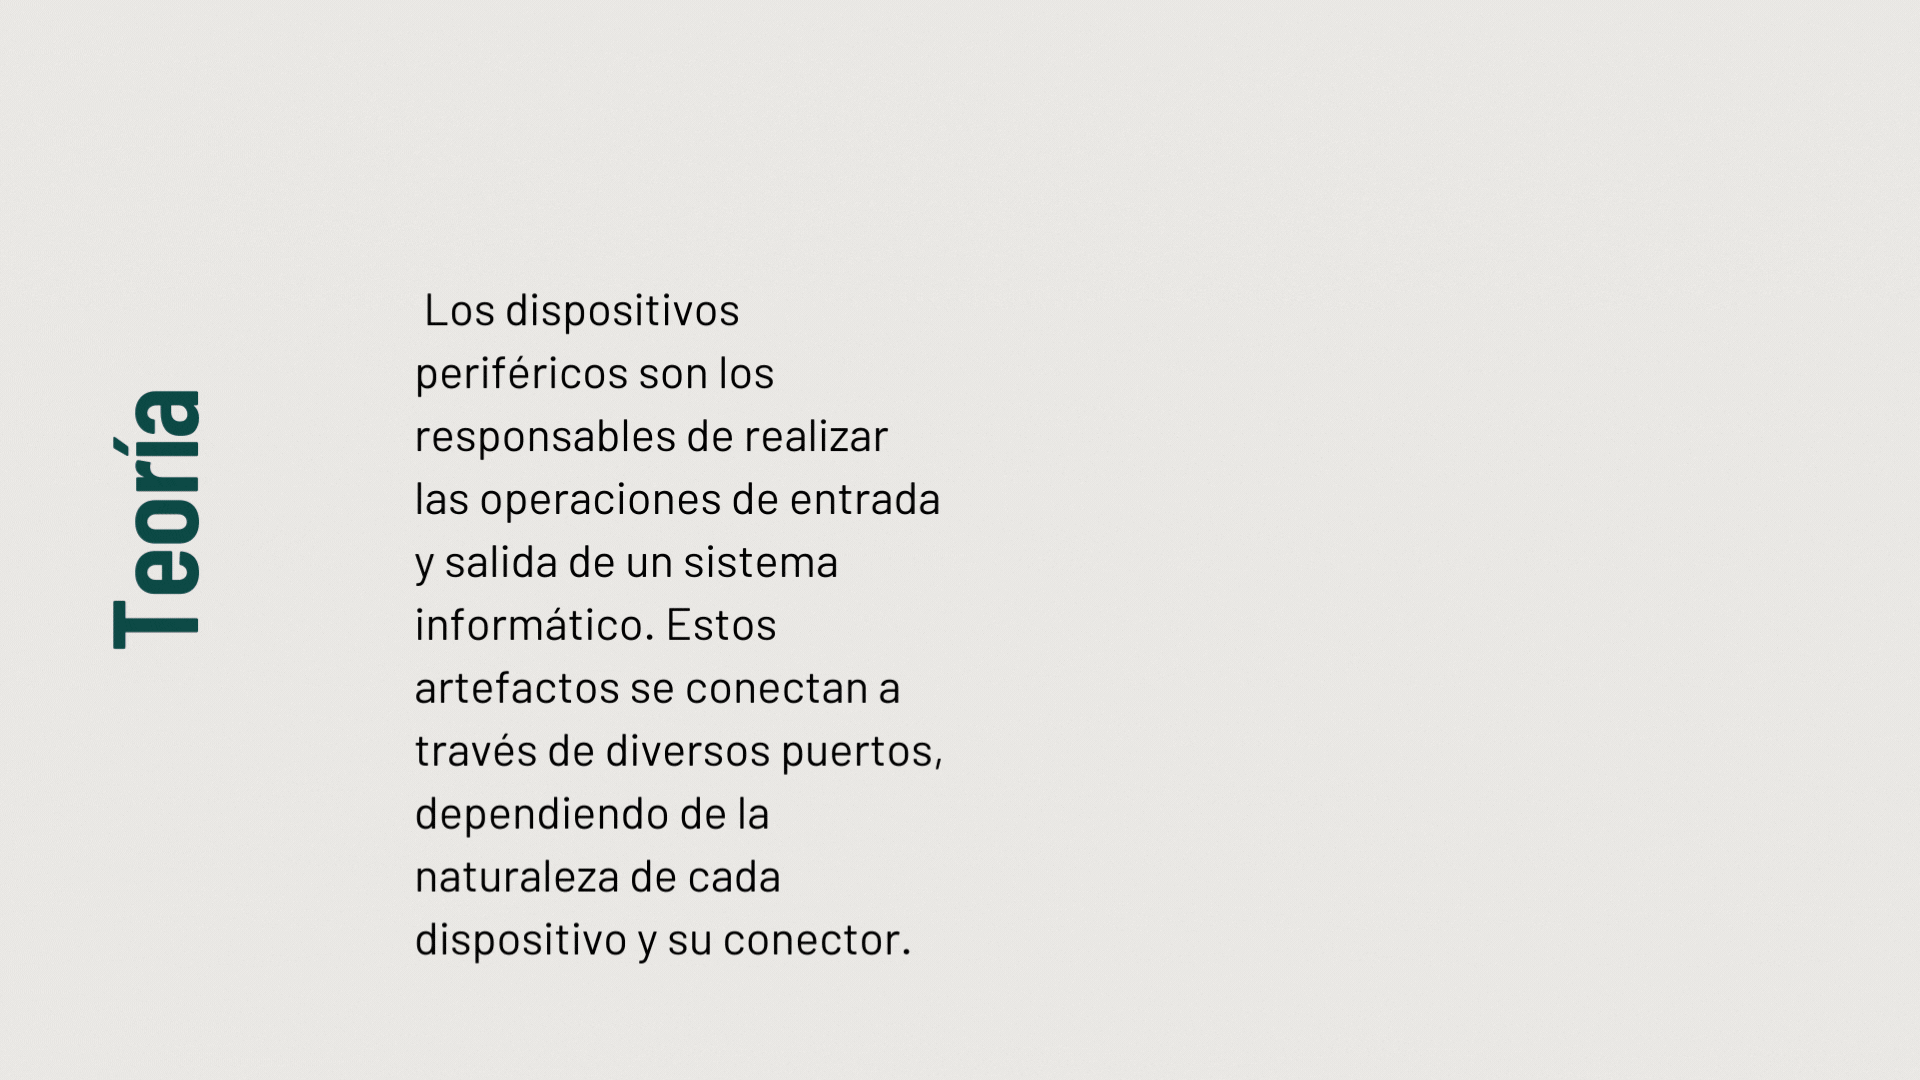 Teoría
Los dispositivos
periféricos son los
responsables de realizar
las operaciones de entrada
y salida de un sistema
informático. Estos
artefactos se conectan a
través de diversos puertos,
dependiendo de la
naturaleza de cada
dispositivo y su conector.